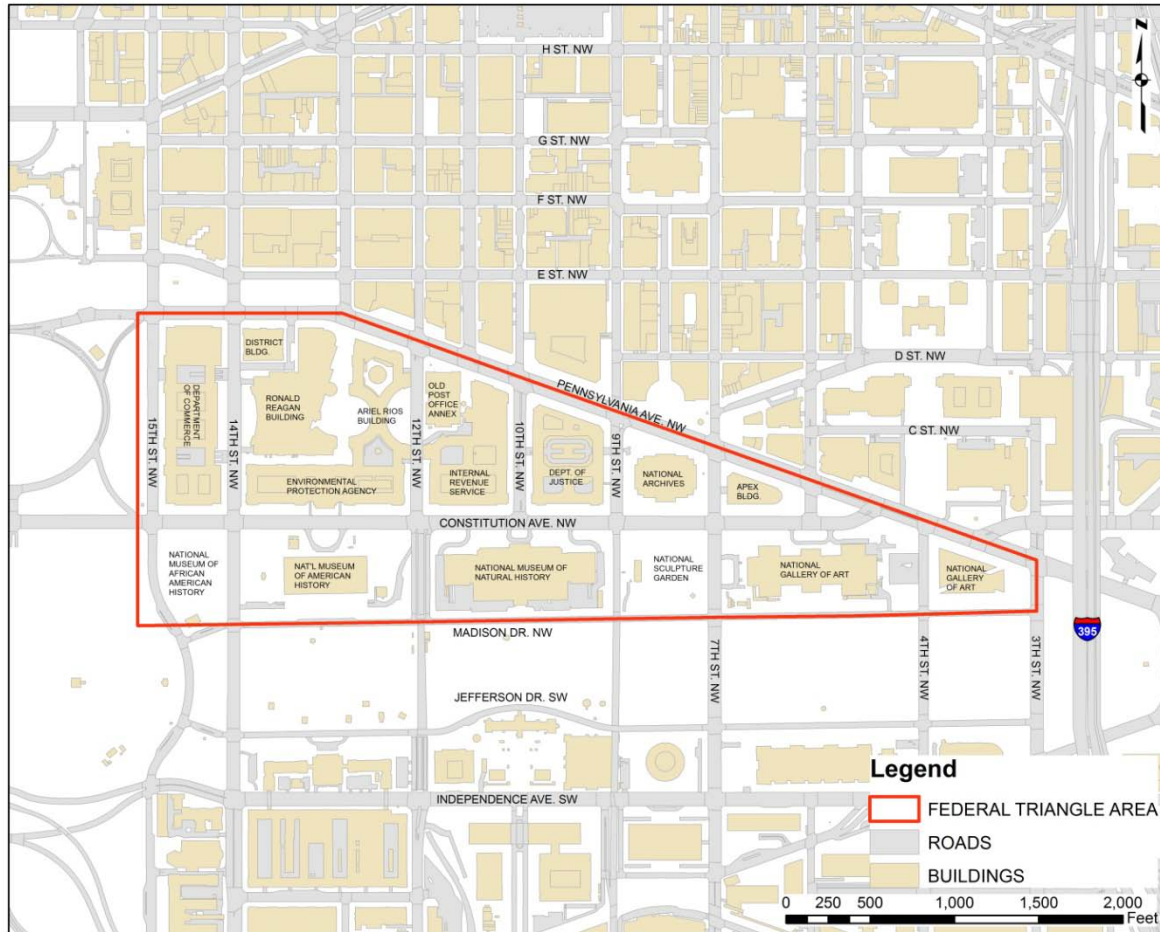 N
H ST. NW
G ST. NW
F ST. NW
E ST. NW
D ST. NW
C ST. NW
PENNSYLVANIA AVE. NW
DISTRICT
BLDG.
DEPARTMENT
OF COMMERCE
RONALD
REAGAN
BUILDING
ARIEL RIOS
BUILDING
OLD
POST
OFFICE
ANNEX
15TH ST. NW
14TH ST. NW
12TH ST. NW
10TH ST. NW
9TH ST. NW
ENVIRONMENTAL
PROTECTION AGENCY
INTERNAL
REVENUE
SERVICE
DEPT. OF
JUSTICE
NATIONAL
ARCHIVES
APEX
BLDG.
CONSTITUTION AVE. NW
NATIONAL
MUSEUM OF
AFRICAN
AMERICAN
HISTORY
NAT'L MUSEUM
OF AMERICAN
HISTORY
NATIONAL MUSEUM OF
NATURAL HISTORY
NATIONAL
SCULPTURE
GARDEN
NATIONAL
GALLERY OF ART
NATIONAL
GALLERY
OF ART
MADISON DR. NW
7TH ST. NW
4TH ST. NW
3TH ST. NW
395
JEFFERSON DR. SW
INDEPENDENCE AVE. SW
Legend
FEDERAL TRIANGLE AREA
ROADS
BUILDINGS
0 250 500 1,000 1,500 2,000
Feet